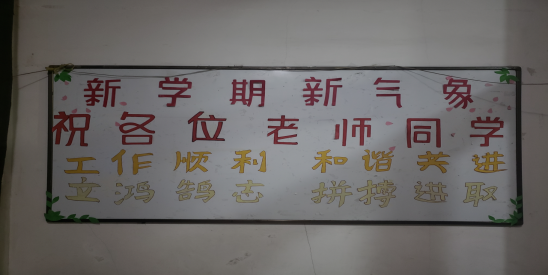 新学期新气象
祝各位老师同学
工作顺利 和谐共进
立鸿鹄志 拼搏进取